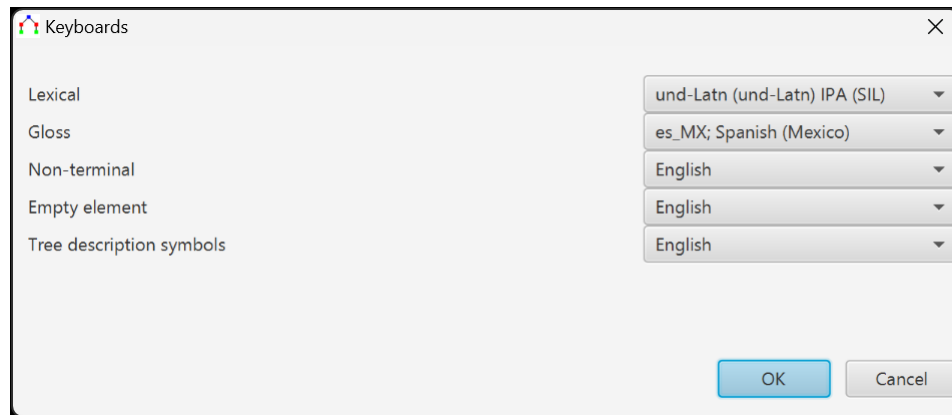 Keyboards
Lexical und-Latn (und-Latn) IPA (SIL)
Gloss es_MX; Spanish (Mexico)
Non-terminal English
Empty element English
Tree description symbols English
OK Cancel